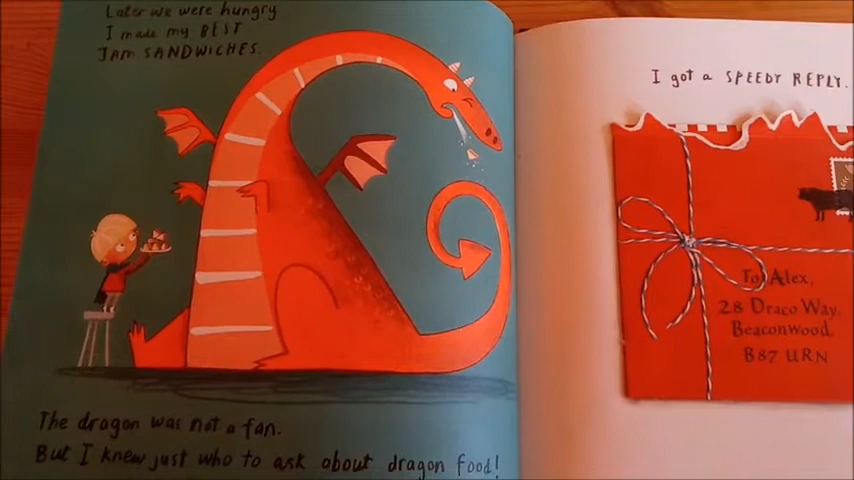 Later we were hungry
I made my BEST
JAM SANDWICHES.
The dragon was not a fan.
But I knew just who to ask about dragon food!
I got a SPEEDY REPLY.
To Alex,
28 Draco Way,
Beaconwood,
B87 URN